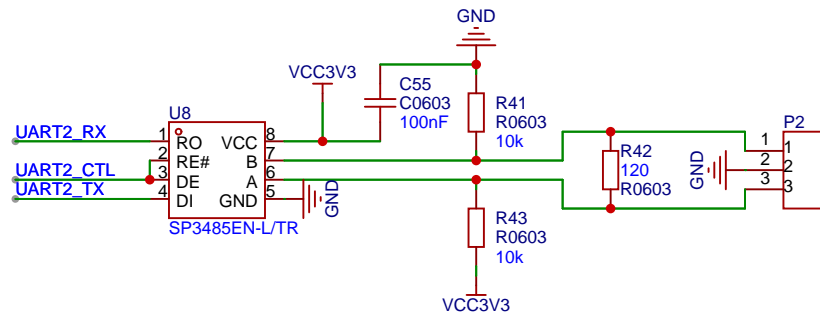 GND
VCC3V3
C55
C0603
100nF
R41
R0603
10k
U8
P2
UART2_RX
1
RO
VCC
8
2
RE#
B
7
UART2_CTL
3
DE
A
6
UART2_TX
4
DI
GND
5
GND
SP3485EN-L/TR
R42
120
R0603
GND
1
1
2
2
3
3
R43
R0603
10k
VCC3V3